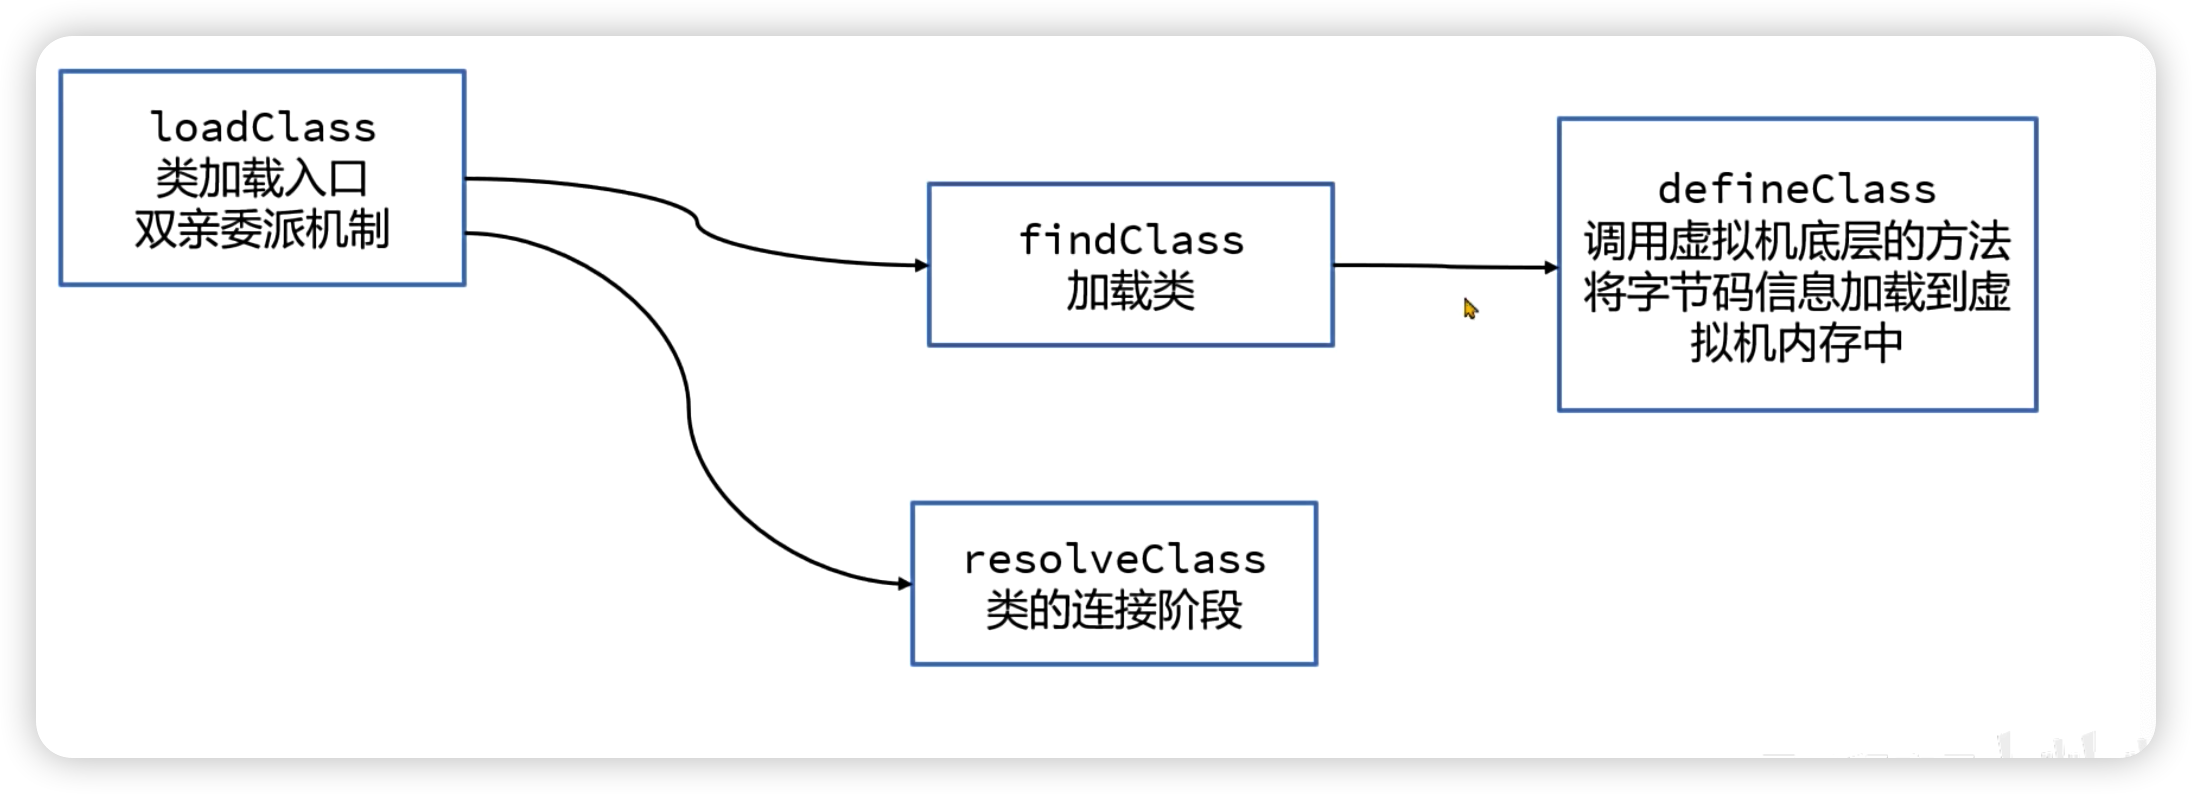 loadClass
类加载入口
双亲委派机制
findClass
加载类
defineClass
调用虚拟机底层的方法
将字节码信息加载到虚
拟机内存中
resolveClass
类的连接阶段